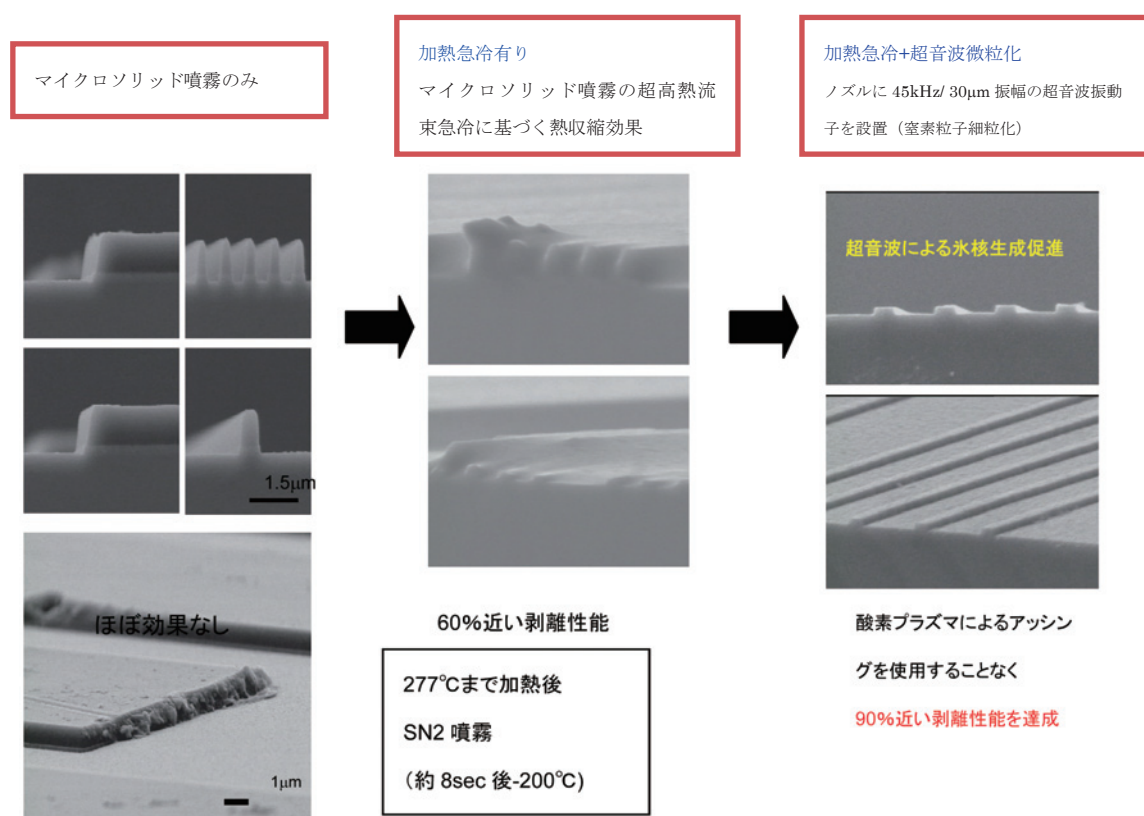 マイクロソリッド噴霧のみ
加熱急冷有り
マイクロソリッド噴霧の超高熱流
束急冷に基づく熱収縮効果
加熱急冷+超音波微粒化
ノズルに 45kHz/ 30μm 振幅の超音波振動
子を設置（窒素粒子細粒化）
1.5μm
ほぼ効果なし
1μm
60%近い剥離性能
277℃まで加熱後
SN2 噴霧
(約 8sec 後-200℃)
超音波による氷核生成促進
酸素プラズマによるアッシン
グを使用することなく
90%近い剥離性能を達成